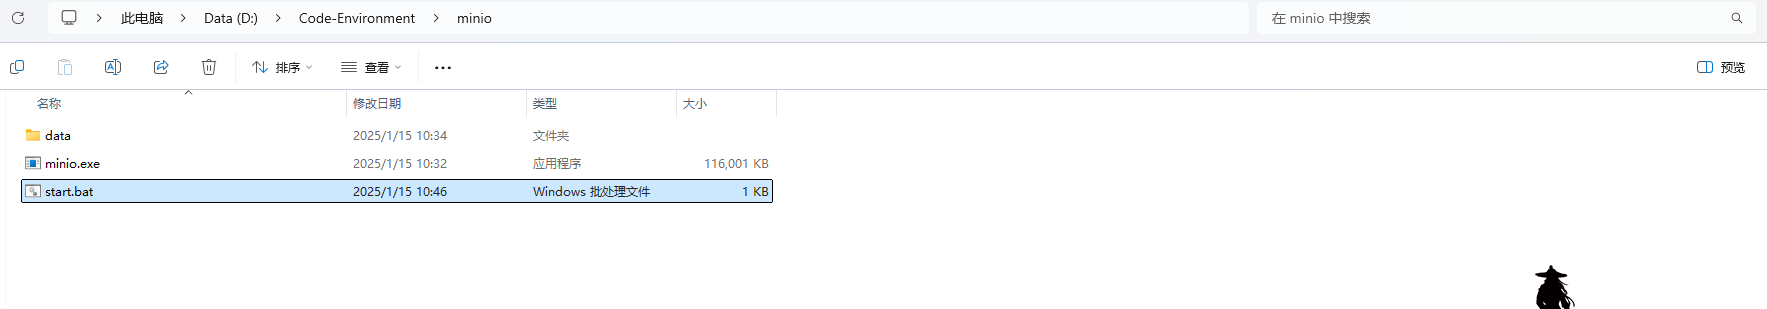 此电脑 > Data (D:) > Code-Environment > minio 在 minio 中搜索
排序 查看 ... 预览
名称 修改日期 类型 大小
data 2025/1/15 10:34 文件夹
minio.exe 2025/1/15 10:32 应用程序 116,001 KB
start.bat 2025/1/15 10:46 Windows 批处理文件 1 KB